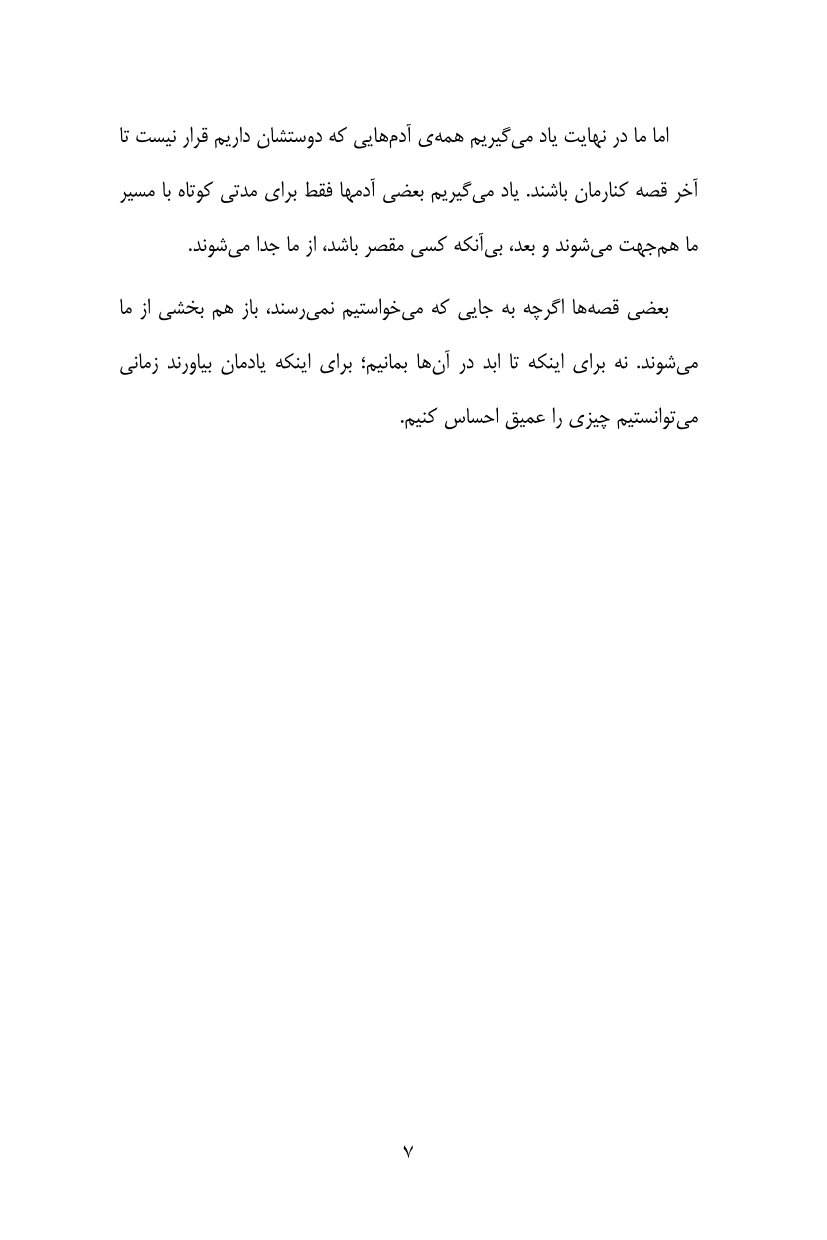 اما ما در نهایت یاد می‌گیریم همه‌ی آدم‌هایی که دوستشان داریم قرار نیست تا
آخر قصه کنارمان باشند. یاد می‌گیریم بعضی آدمها فقط برای مدتی کوتاه با مسیر
ما هم‌جهت می‌شوند و بعد، بی‌آنکه کسی مقصر باشد، از ما جدا می‌شوند.
بعضی قصه‌ها اگرچه به جایی که می‌خواستیم نمی‌رسند، باز هم بخشی از ما
می‌شوند. نه برای اینکه تا ابد در آن‌ها بمانیم؛ برای اینکه یادمان بیاورند زمانی
می‌توانستیم چیزی را عمیق احساس کنیم.
۷